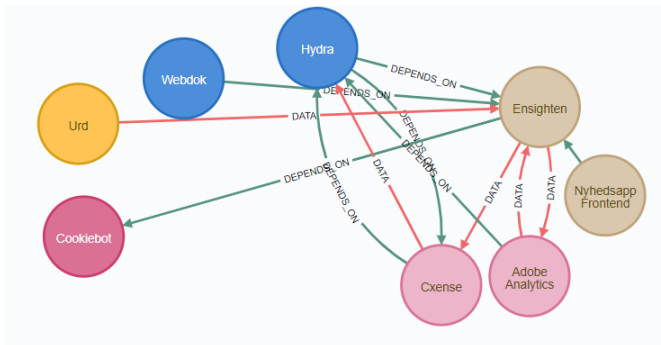 Hydra
Webdok
Urd
Cookiebot
Ensighten
Nyhedsapp
Frontend
Adobe
Analytics
Cxense
DEPENDS_ON
DEPENDS_ON
DATA
DEPENDS_ON
DEPENDS_ON
DEPENDS_ON
DATA
DEPENDS_ON
DATA
DATA
DATA